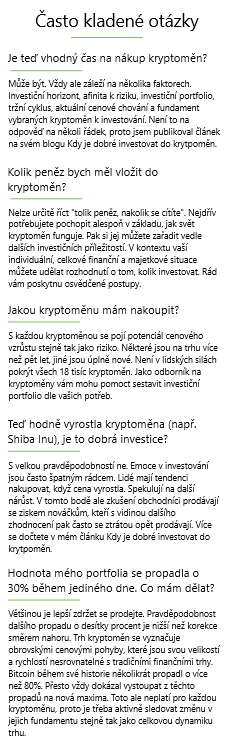 Často kladené otázky
Je teď vhodný čas na nákup kryptoměn?
Může být. Vždy ale záleží na několika faktorech.
Investiční horizont, afinita k riziku, investiční portfolio,
tržní cyklus, aktuální cenové chování a fundament
vybraných kryptoměn k investování. Není to na
odpověď na několi řádek, proto jsem publikoval článek
na svém blogu Kdy je dobré investovat do krytpoměn.
Kolik peněz bych měl vložit do
kryptoměn?
Nelze určitě říct "tolik peněz, nakolik se cítíte". Nejdřív
potřebujete pochopit alespoň v základu, jak svět
kryptoměn funguje. Pak si jej můžete zařadit vedle
dalších investičních příležitostí. V kontextu vaší
individuální, celkové finanční a majetkové situace
můžete udělat rozhodnutí o tom, kolik investovat. Rád
vám poskytnu osvědčené postupy.
Jakou kryptoměnu mám nakoupit?
S každou kryptoměnou se pojí potenciál cenového
vzrůstu stejně tak jako riziko. Některé jsou na trhu více
než pět let, jiné jsou úplně nové. Není v lidských silách
pokrýt všech 18 tisíc kryptoměn. Jako odborník na
kryptoměny vám mohu pomoct sestavit investiční
portfolio dle vašich potřeb.
Teď hodně vyrostla kryptoměna (např.
Shiba Inu), je to dobrá investice?
S velkou pravděpodobností ne. Emoce v investování
jsou často špatným rádcem. Lidé mají tendenci
nakupovat, když cena vyrostla. Spekulují na další
nárůst. V tomto bodě ale zkušení obchodníci prodávají
se ziskem nováčkům, kteří s vidinou dalšího
zhodnocení pak často se ztrátou opět prodávají. Více
se dočtete v mém článku Kdy je dobré investovat do
krytpoměn.
Hodnota mého portfolia se propadla o
30% během jediného dne. Co mám dělat?
Většinou je lepší zdržet se prodeje. Pravděpodobnost
dalšího propadu o desítky procent je nižší než korekce
směrem nahoru. Trh kryptoměn se vyznačuje
obrovskými cenovými pohyby, které jsou svou velikostí
a rychlostí nesrovnatelné s tradičními finančními trhy.
Bitcoin během své historie několikrát propadl o více
než 80%. Přesto vždy dokázal vystoupat z těchto
propadů na nová maxima. Toto ale neplatí pro každou
kryptoměnu, proto je třeba aktivně sledovat změnu v
jejich fundamentu stejně tak jako celkovou dynamiku
trhu.